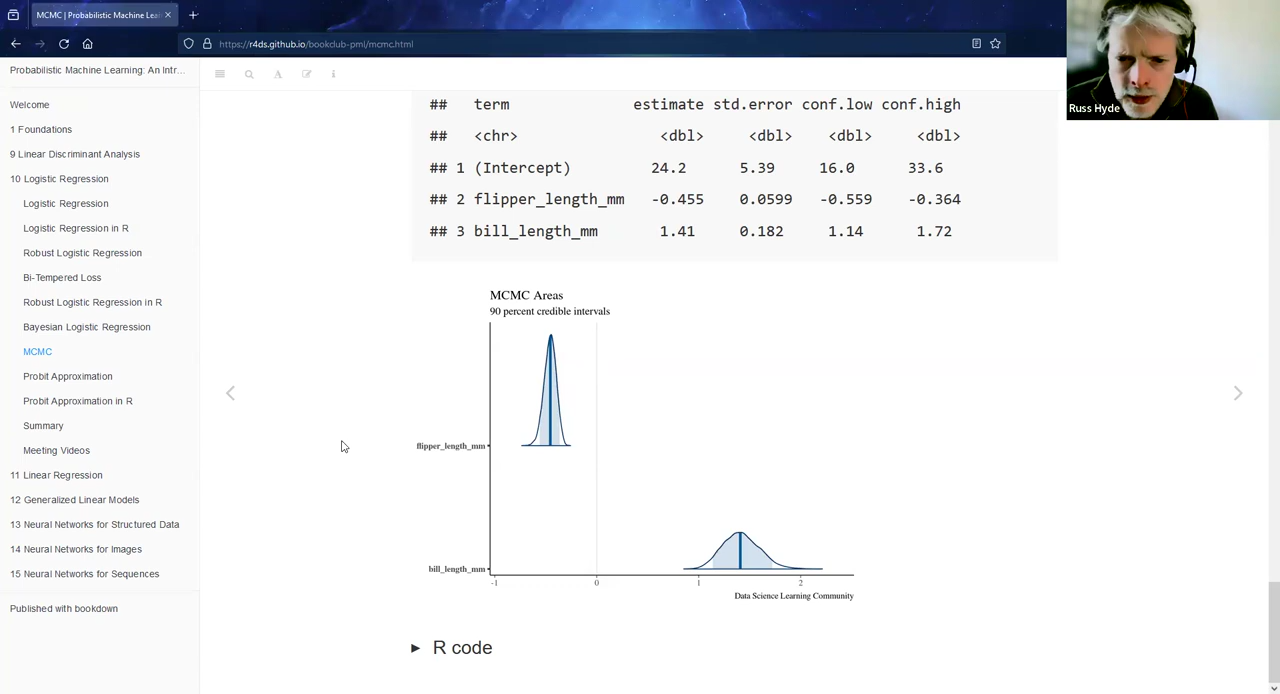 MCMC | Probabilistic Machine Lea
https://r4ds.github.io/bookclub-pml/mcmc.html
Russ Hyde
Probabilistic Machine Learning: An Intr...
Welcome
1 Foundations
9 Linear Discriminant Analysis
10 Logistic Regression
Logistic Regression
Logistic Regression in R
Robust Logistic Regression
Bi-Tempered Loss
Robust Logistic Regression in R
Bayesian Logistic Regression
MCMC
Probit Approximation
Probit Approximation in R
Summary
Meeting Videos
11 Linear Regression
12 Generalized Linear Models
13 Neural Networks for Structured Data
14 Neural Networks for Images
15 Neural Networks for Sequences
Published with bookdown
## term estimate std.error conf.low conf.high
## <chr> <dbl> <dbl> <dbl> <dbl>
## 1 (Intercept) 24.2 5.39 16.0 33.6
## 2 flipper_length_mm -0.455 0.0599 -0.559 -0.364
## 3 bill_length_mm 1.41 0.182 1.14 1.72
MCMC Areas
90 percent credible intervals
flipper_length_mm
bill_length_mm
-1 0 1 2
Data Science Learning Community
R code